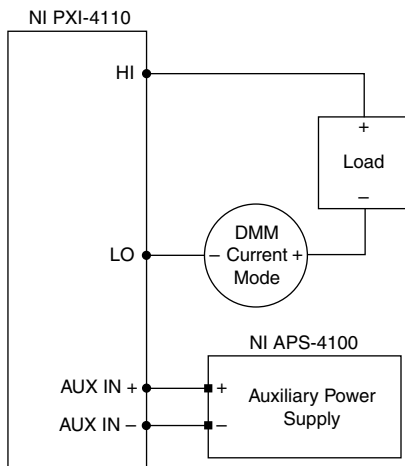 NI PXI-4110
HI
+
Load
–
DMM
– Current +
Mode
LO
NI APS-4100
AUX IN +
+
Auxiliary Power
Supply
AUX IN –
–